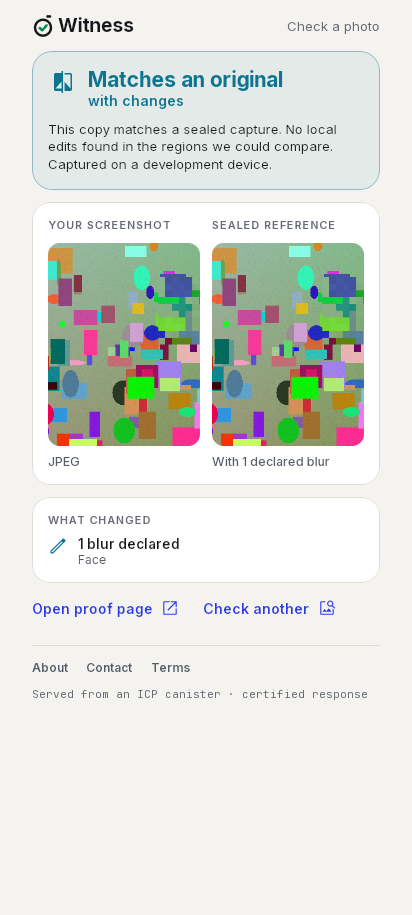 Witness
Check a photo
Matches an original
with changes
This copy matches a sealed capture. No local
edits found in the regions we could compare.
Captured on a development device.
YOUR SCREENSHOT
SEALED REFERENCE
JPEG
With 1 declared blur
WHAT CHANGED
1 blur declared
Face
Open proof page
Check another
About
Contact
Terms
Served from an ICP canister · certified response